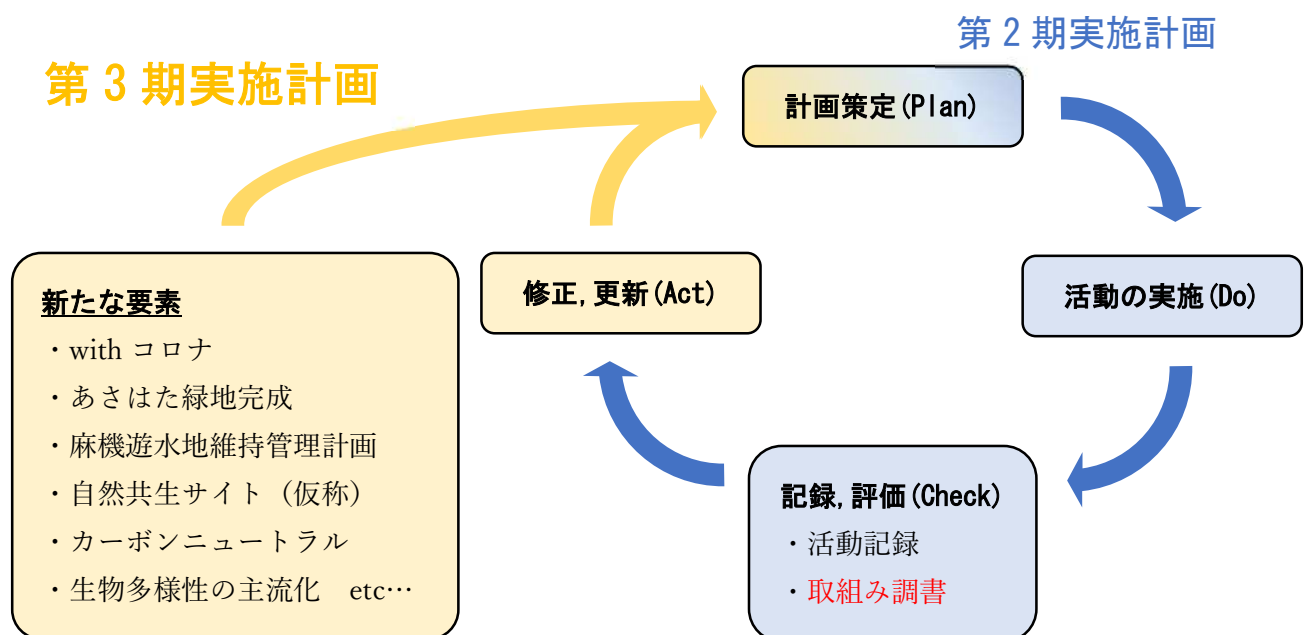 第2期実施計画
第3期実施計画
計画策定(Plan)
新たな要素
・with コロナ
・あさはた緑地完成
・麻機遊水地維持管理計画
・自然共生サイト（仮称）
・カーボンニュートラル
・生物多様性の主流化　etc…
修正,更新(Act)
活動の実施(Do)
記録,評価(Check)
・活動記録
・取組み調書